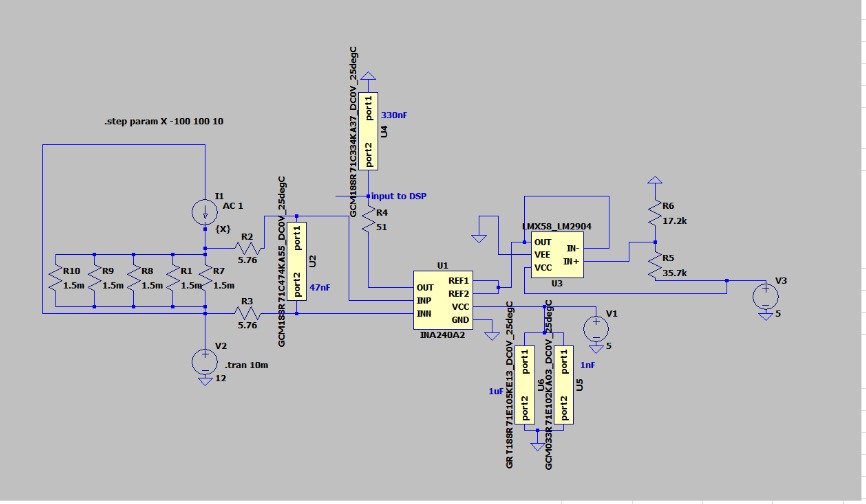 .step param X -100 100 10
GCM188R71C334KA37_DC0V_25degC
port1
port2
330nF
U4
input to DSP
R4
51
I1
AC 1
{X}
R2
5.76
R10
1.5m
R9
1.5m
R8
1.5m
R1
1.5m
R7
1.5m
GCM188R71C474KA55_DC0V_25degC
port1
port2
U2
47nF
R3
5.76
V2
12
.tran 10m
U1
OUT
INP
INN
REF1
REF2
VCC
GND
INA240A2
LMX58_LM2904
OUT
VEE
VCC
IN-
IN+
U3
R6
17.2k
R5
35.7k
V3
5
V1
5
GRT188R71E105KE13_DC0V_25degC
port1
port2
U6
1uF
GCM033R71E102KA03_DC0V_25degC
port1
port2
U5
1nF